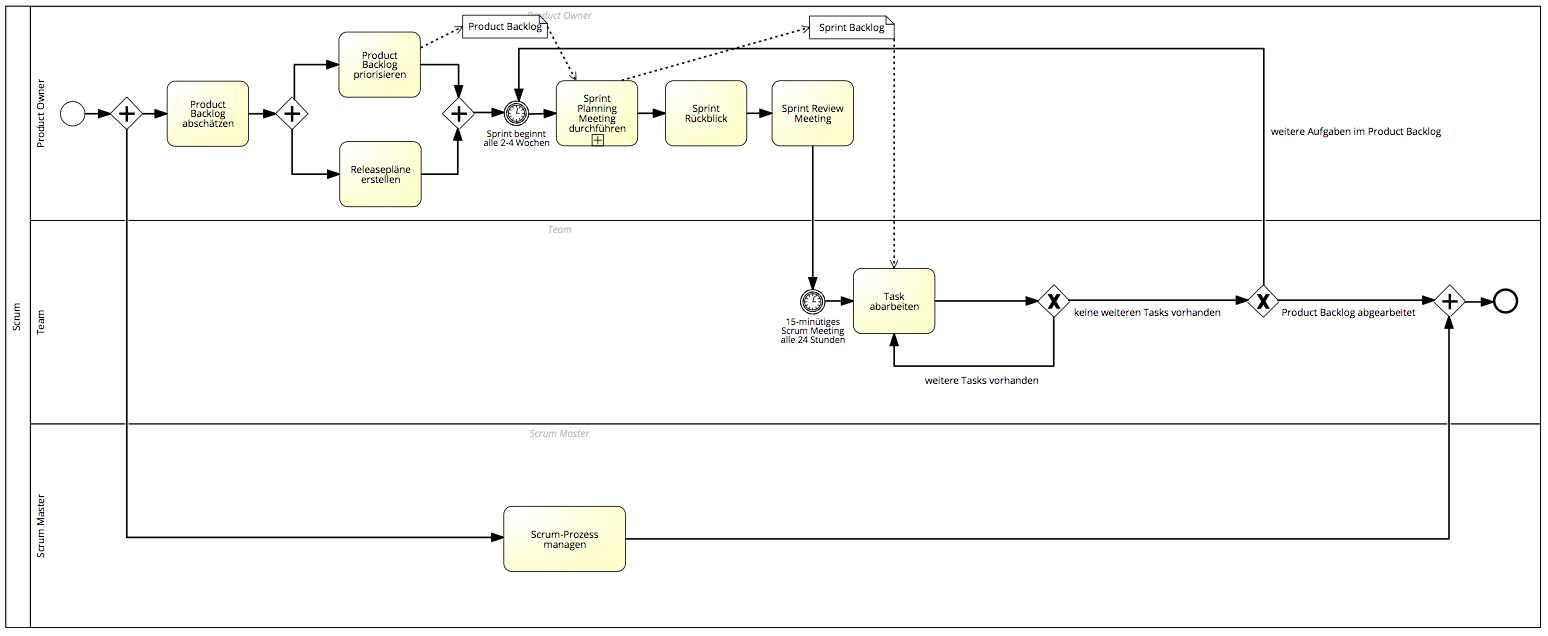 Scrum
Product Owner
Product Owner
Product
Backlog
abschätzen
Product
Backlog
priorisieren
Releasepläne
erstellen
Product Backlog
Sprint beginnt
alle 2-4 Wochen
Sprint
Planning
Meeting
durchführen
Sprint
Rückblick
Sprint Review
Meeting
Sprint Backlog
weitere Aufgaben im Product Backlog
Team
Team
15-minütiges
Scrum Meeting
alle 24 Stunden
Task
abarbeiten
weitere Tasks vorhanden
keine weiteren Tasks vorhanden
Product Backlog abgearbeitet
Scrum Master
Scrum Master
Scrum-Prozess
managen